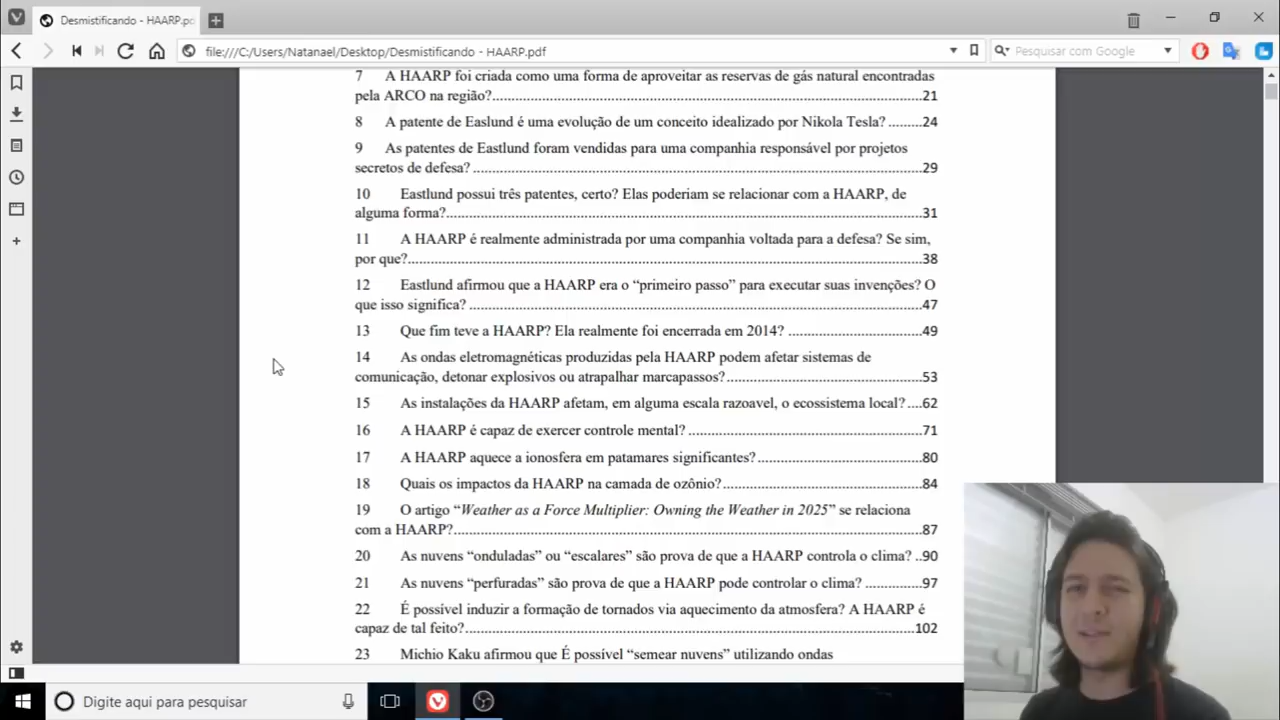 Desmistificando - HAARP.pd
file:///C:/Users/Natanael/Desktop/Desmistificando - HAARP.pdf
Pesquisar com Google
7 A HAARP foi criada como uma forma de aproveitar as reservas de gás natural encontradas
pela ARCO na região?....................21
8 A patente de Easlund é uma evolução de um conceito idealizado por Nikola Tesla? ........24
9 As patentes de Eastlund foram vendidas para uma companhia responsável por projetos
secretos de defesa? ....................29
10 Eastlund possui três patentes, certo? Elas poderiam se relacionar com a HAARP, de
alguma forma?....................31
11 A HAARP é realmente administrada por uma companhia voltada para a defesa? Se sim,
por que?....................38
12 Eastlund afirmou que a HAARP era o “primeiro passo” para executar suas invenções? O
que isso significa? ....................47
13 Que fim teve a HAARP? Ela realmente foi encerrada em 2014? ....................49
14 As ondas eletromagnéticas produzidas pela HAARP podem afetar sistemas de
comunicação, detonar explosivos ou atrapalhar marcapassos?....................53
15 As instalações da HAARP afetam, em alguma escala razoavel, o ecossistema local? ....62
16 A HAARP é capaz de exercer controle mental? ....................71
17 A HAARP aquece a ionosfera em patamares significantes?....................80
18 Quais os impactos da HAARP na camada de ozônio?....................84
19 O artigo “Weather as a Force Multiplier: Owning the Weather in 2025” se relaciona
com a HAARP?....................87
20 As nuvens “onduladas” ou “escalares” são prova de que a HAARP controla o clima? ..90
21 As nuvens “perfuradas” são prova de que a HAARP pode controlar o clima? ............97
22 É possível induzir a formação de tornados via aquecimento da atmosfera? A HAARP é
capaz de tal feito?....................102
23 Michio Kaku afirmou que É possível “semear nuvens” utilizando ondas
Digite aqui para pesquisar